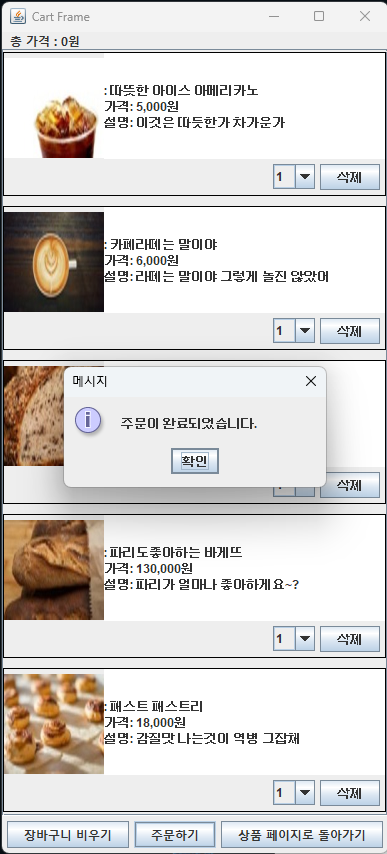 Cart Frame
총 가격 : 0원
: 따뜻한 아이스 아메리카노
가격: 5,000원
설명: 이것은 따듯한가 차가운가
1
삭제
: 카페라떼는 말이야
가격: 6,000원
설명: 라떼는 말이야 그렇게 놀진 않았어
1
삭제
메시지
주문이 완료되었습니다.
확인
삭제
: 파리도좋아하는 바게뜨
가격: 130,000원
설명: 파리가 얼마나 좋아하게요~?
1
삭제
: 패스트 패스트리
가격: 18,000원
설명: 감질맛 나는것이 역병 그잡채
1
삭제
장바구니 비우기
주문하기
상품 페이지로 돌아가기